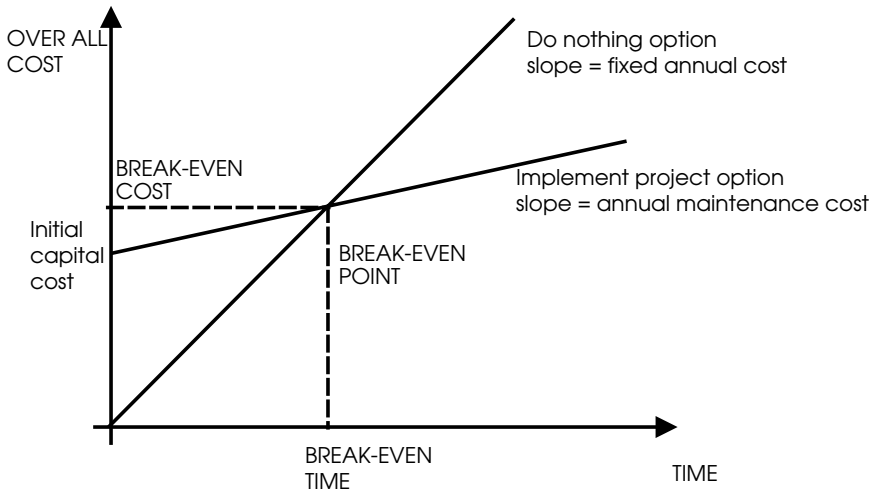 OVER ALL
COST
Do nothing option
slope = fixed annual cost
BREAK-EVEN
COST
Implement project option
slope = annual maintenance cost
Initial
capital
cost
BREAK-EVEN
POINT
BREAK-EVEN
TIME
TIME